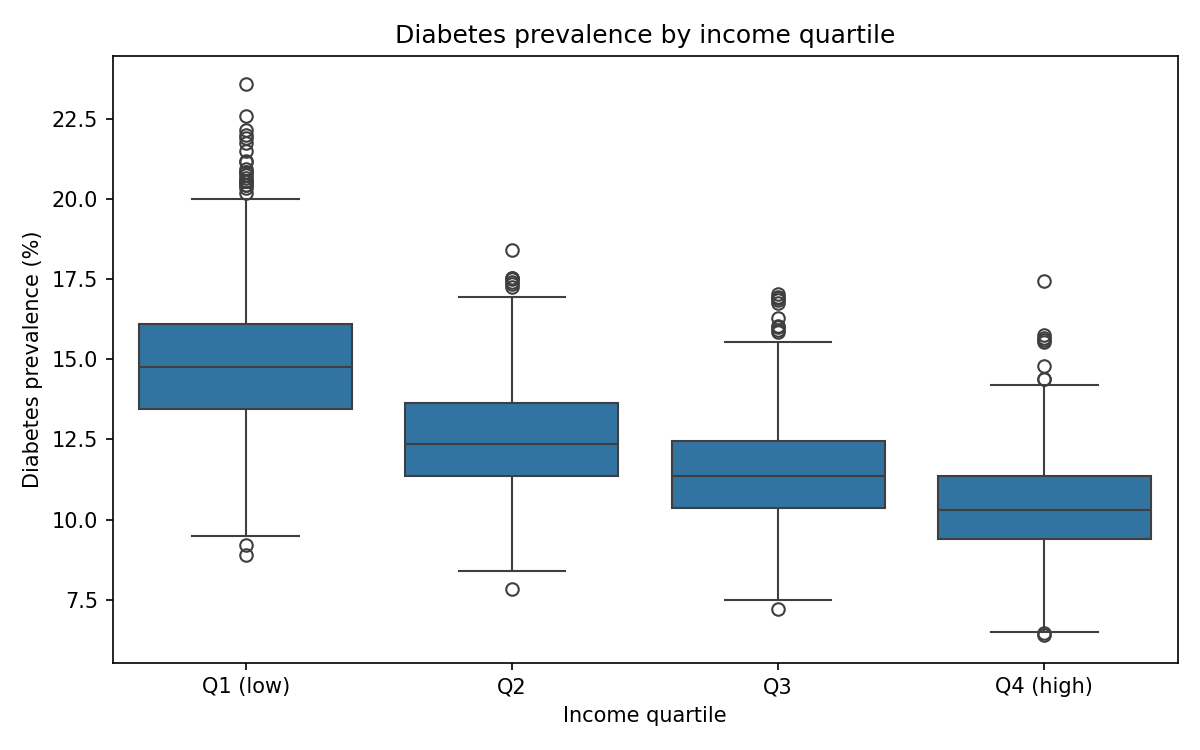 Diabetes prevalence by income quartile
Diabetes prevalence (%)
22.5
20.0
17.5
15.0
12.5
10.0
7.5
Q1 (low)
Q2
Q3
Q4 (high)
Income quartile